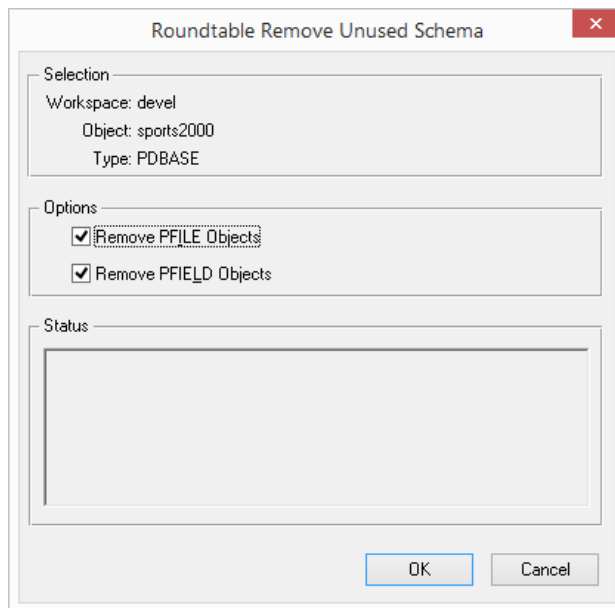 Roundtable Remove Unused Schema
Selection
Workspace: devel
Object: sports2000
Type: PDBASE
Options
Remove PFILE Objects
Remove PFIELD Objects
Status
OK Cancel